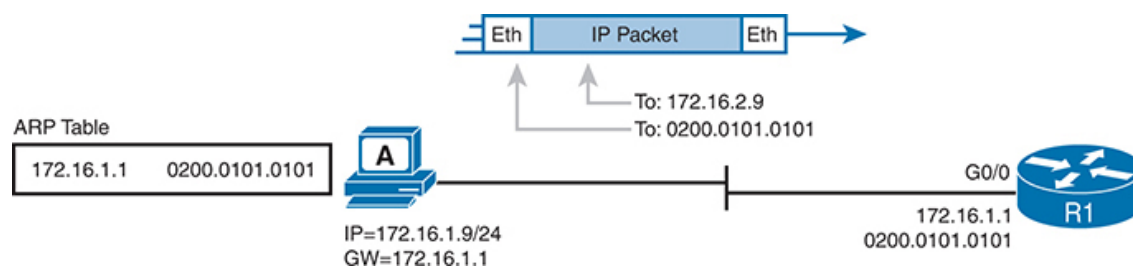 Eth IP Packet Eth
To: 172.16.2.9
To: 0200.0101.0101
ARP Table
172.16.1.1 0200.0101.0101
A
IP=172.16.1.9/24
GW=172.16.1.1
G0/0
172.16.1.1
0200.0101.0101
R1